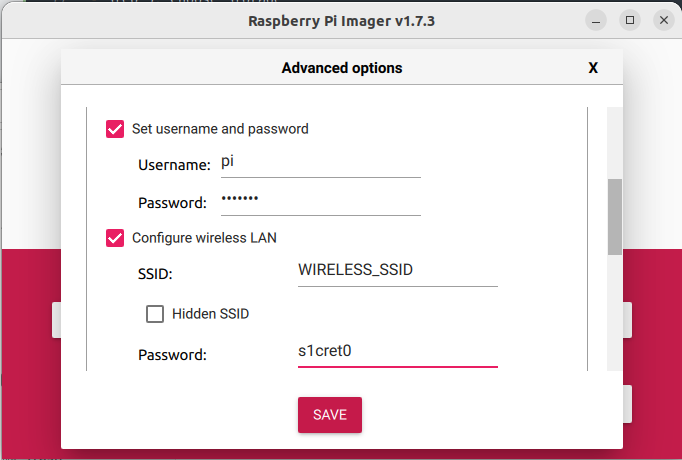 Raspberry Pi Imager v1.7.3
Advanced options X
Set username and password
Username: pi
Password: •••••••
Configure wireless LAN
SSID: WIRELESS_SSID
Hidden SSID
Password: s1cret0
SAVE